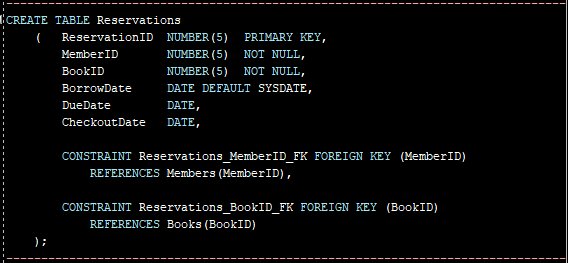 CREATE TABLE Reservations
( ReservationID NUMBER(5) PRIMARY KEY,
MemberID NUMBER(5) NOT NULL,
BookID NUMBER(5) NOT NULL,
BorrowDate DATE DEFAULT SYSDATE,
DueDate DATE,
CheckoutDate DATE,
CONSTRAINT Reservations_MemberID_FK FOREIGN KEY (MemberID)
REFERENCES Members(MemberID),
CONSTRAINT Reservations_BookID_FK FOREIGN KEY (BookID)
REFERENCES Books(BookID)
);